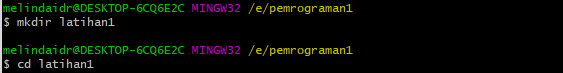 melindaidr@DESKTOP-6CQ6E2C MINGW32 /e/pemrograman1
$ mkdir latihan1
melindaidr@DESKTOP-6CQ6E2C MINGW32 /e/pemrograman1
$ cd latihan1